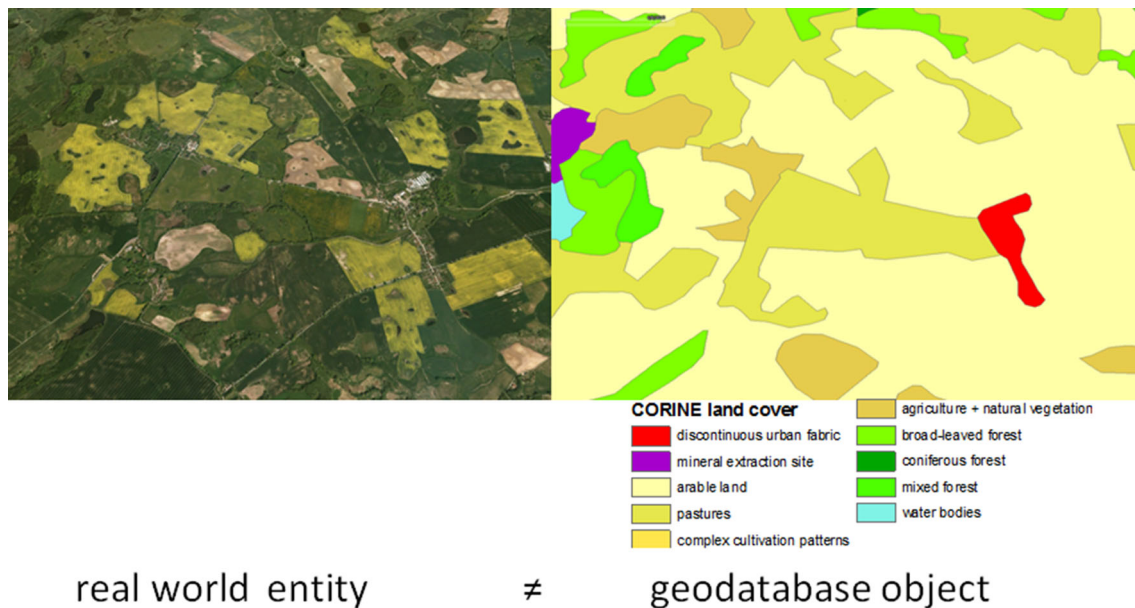 CORINE land cover
discontinuous urban fabric
mineral extraction site
arable land
pastures
complex cultivation patterns
agriculture + natural vegetation
broad-leaved forest
coniferous forest
mixed forest
water bodies
real world entity ≠ geodatabase object